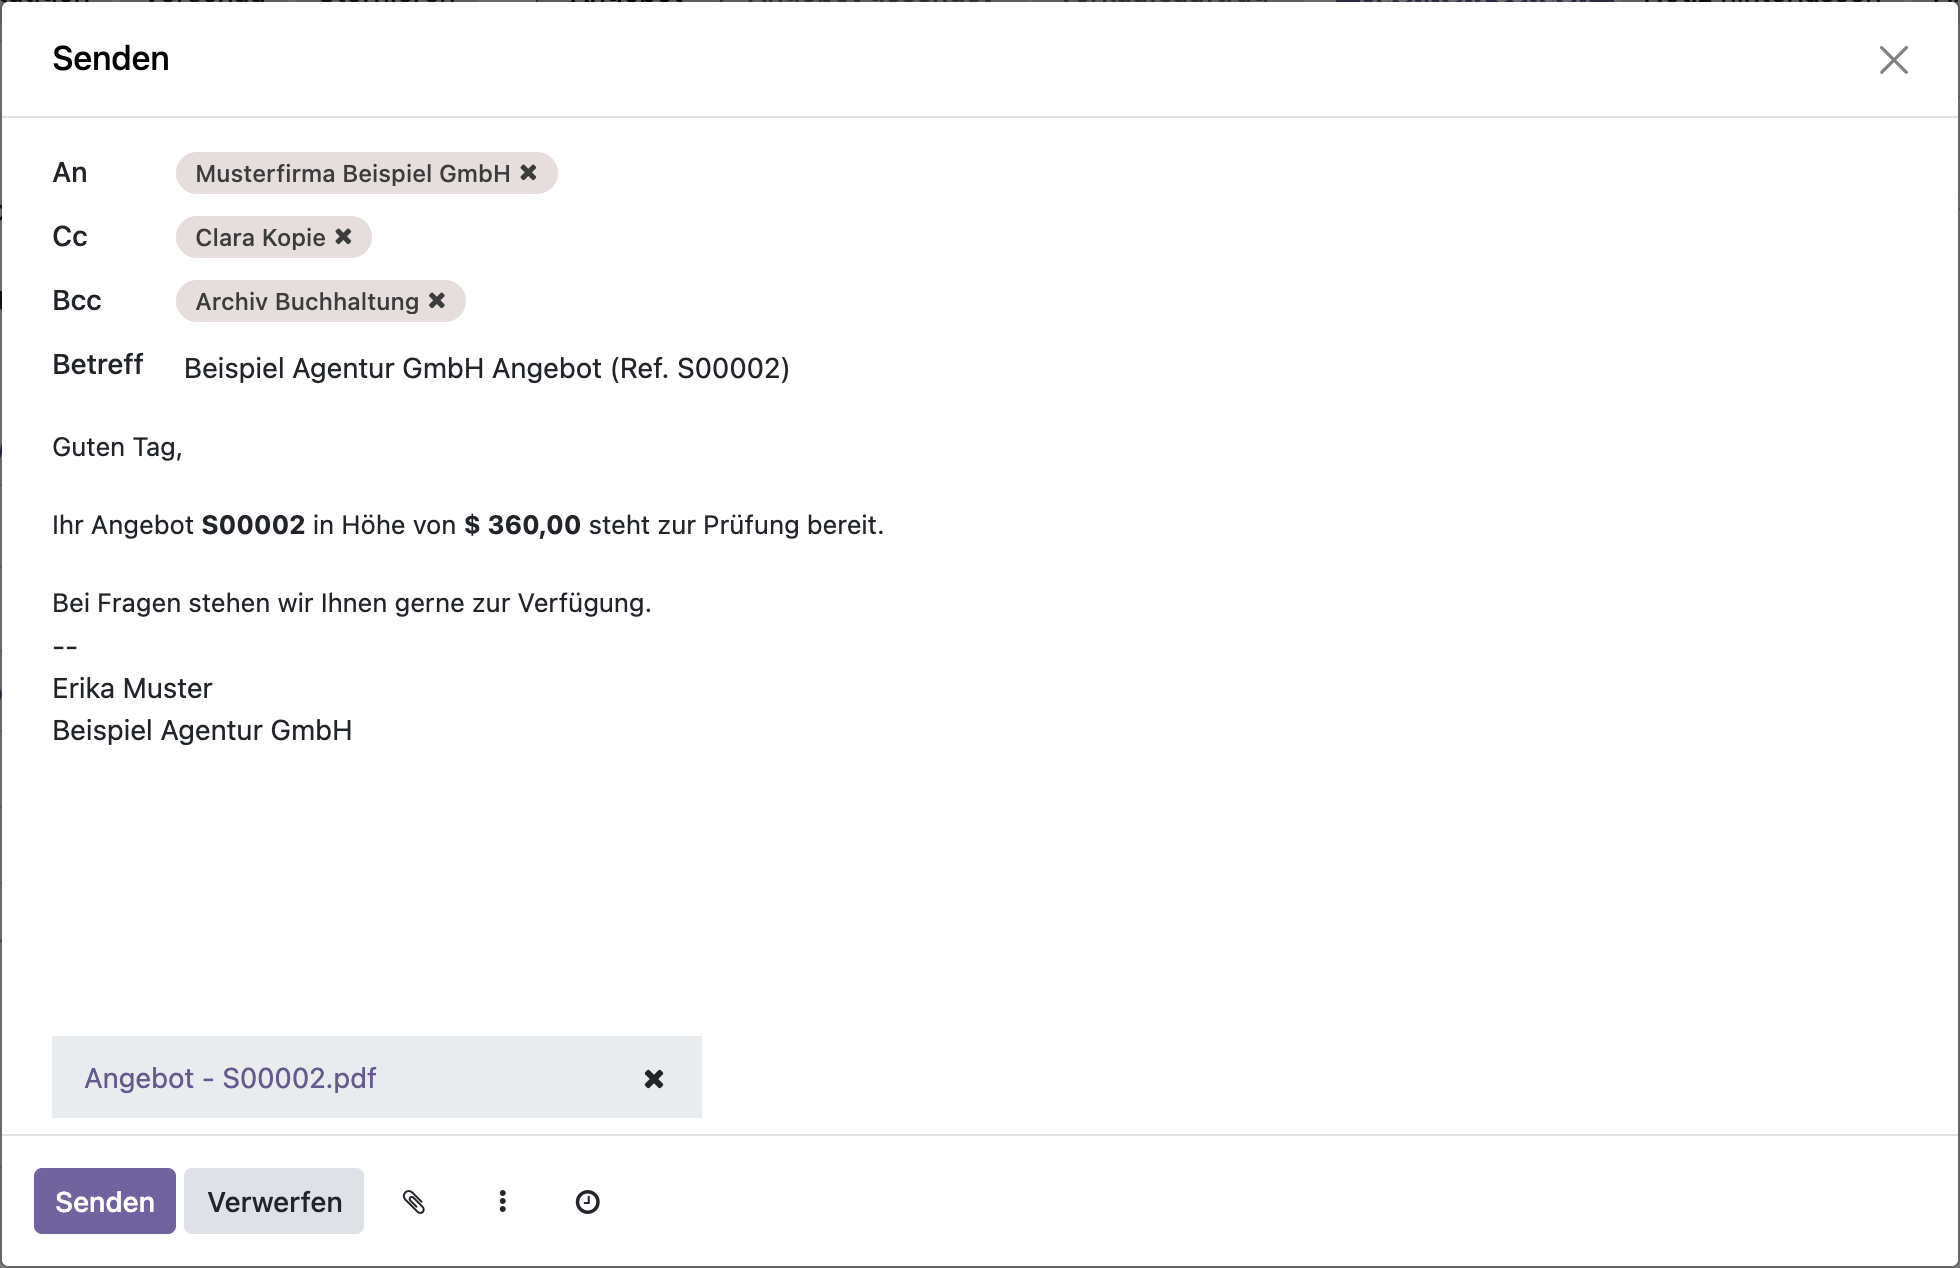 Senden
An Musterfirma Beispiel GmbH
Cc Clara Kopie
Bcc Archiv Buchhaltung
Betreff Beispiel Agentur GmbH Angebot (Ref. S00002)
Guten Tag,
Ihr Angebot S00002 in Höhe von $ 360,00 steht zur Prüfung bereit.
Bei Fragen stehen wir Ihnen gerne zur Verfügung.
--
Erika Muster
Beispiel Agentur GmbH
Angebot - S00002.pdf
Senden Verwerfen